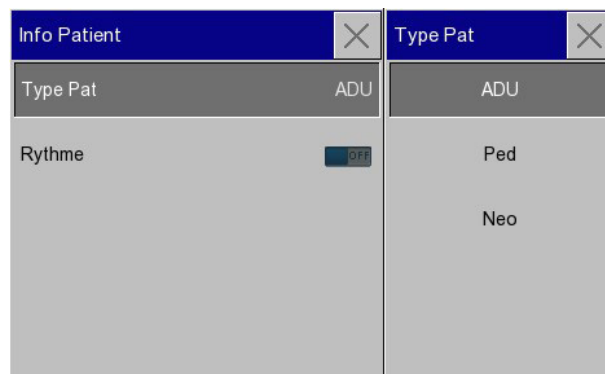 Info Patient
Type Pat ADU
Rythme OFF
Type Pat
ADU
Ped
Neo